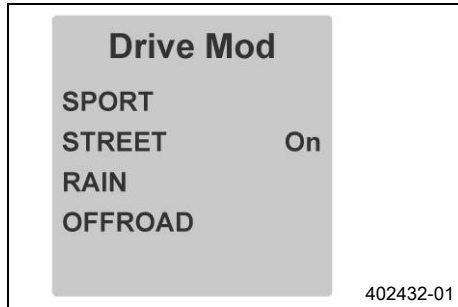 Drive Mod
SPORT
STREET On
RAIN
OFFROAD
402432-01